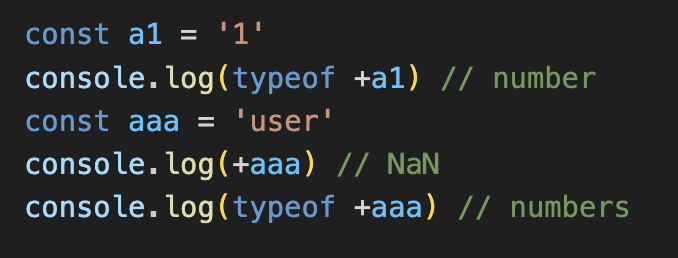 const a1 = '1'
console.log(typeof +a1) // number
const aaa = 'user'
console.log(+aaa) // NaN
console.log(typeof +aaa) // numbers